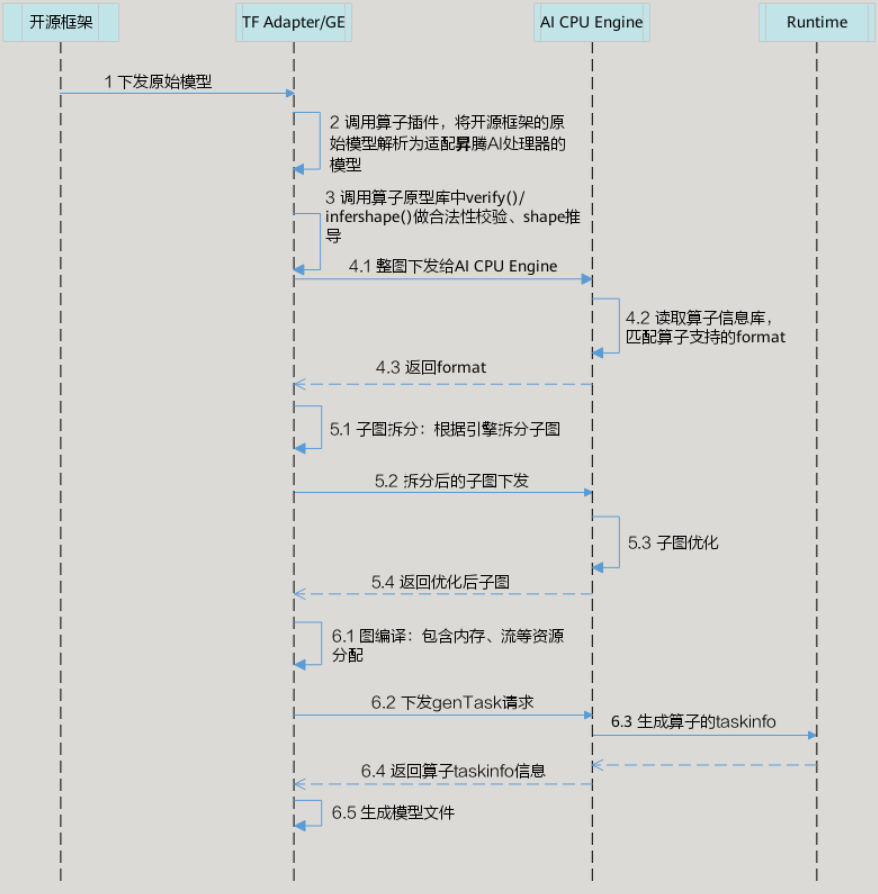 开源框架
TF Adapter/GE
AI CPU Engine
Runtime
1 下发原始模型
2 调用算子插件，将开源框架的原
始模型解析为适配昇腾AI处理器的
模型
3 调用算子原型库中verify()/
infershape()做合法性校验、shape推
导
4.1 整图下发给AI CPU Engine
4.2 读取算子信息库，
匹配算子支持的format
4.3 返回format
5.1 子图拆分：根据引擎拆分子图
5.2 拆分后的子图下发
5.3 子图优化
5.4 返回优化后子图
6.1 图编译：包含内存、流等资源
分配
6.2 下发genTask请求
6.3 生成算子的taskinfo
6.4 返回算子taskinfo信息
6.5 生成模型文件